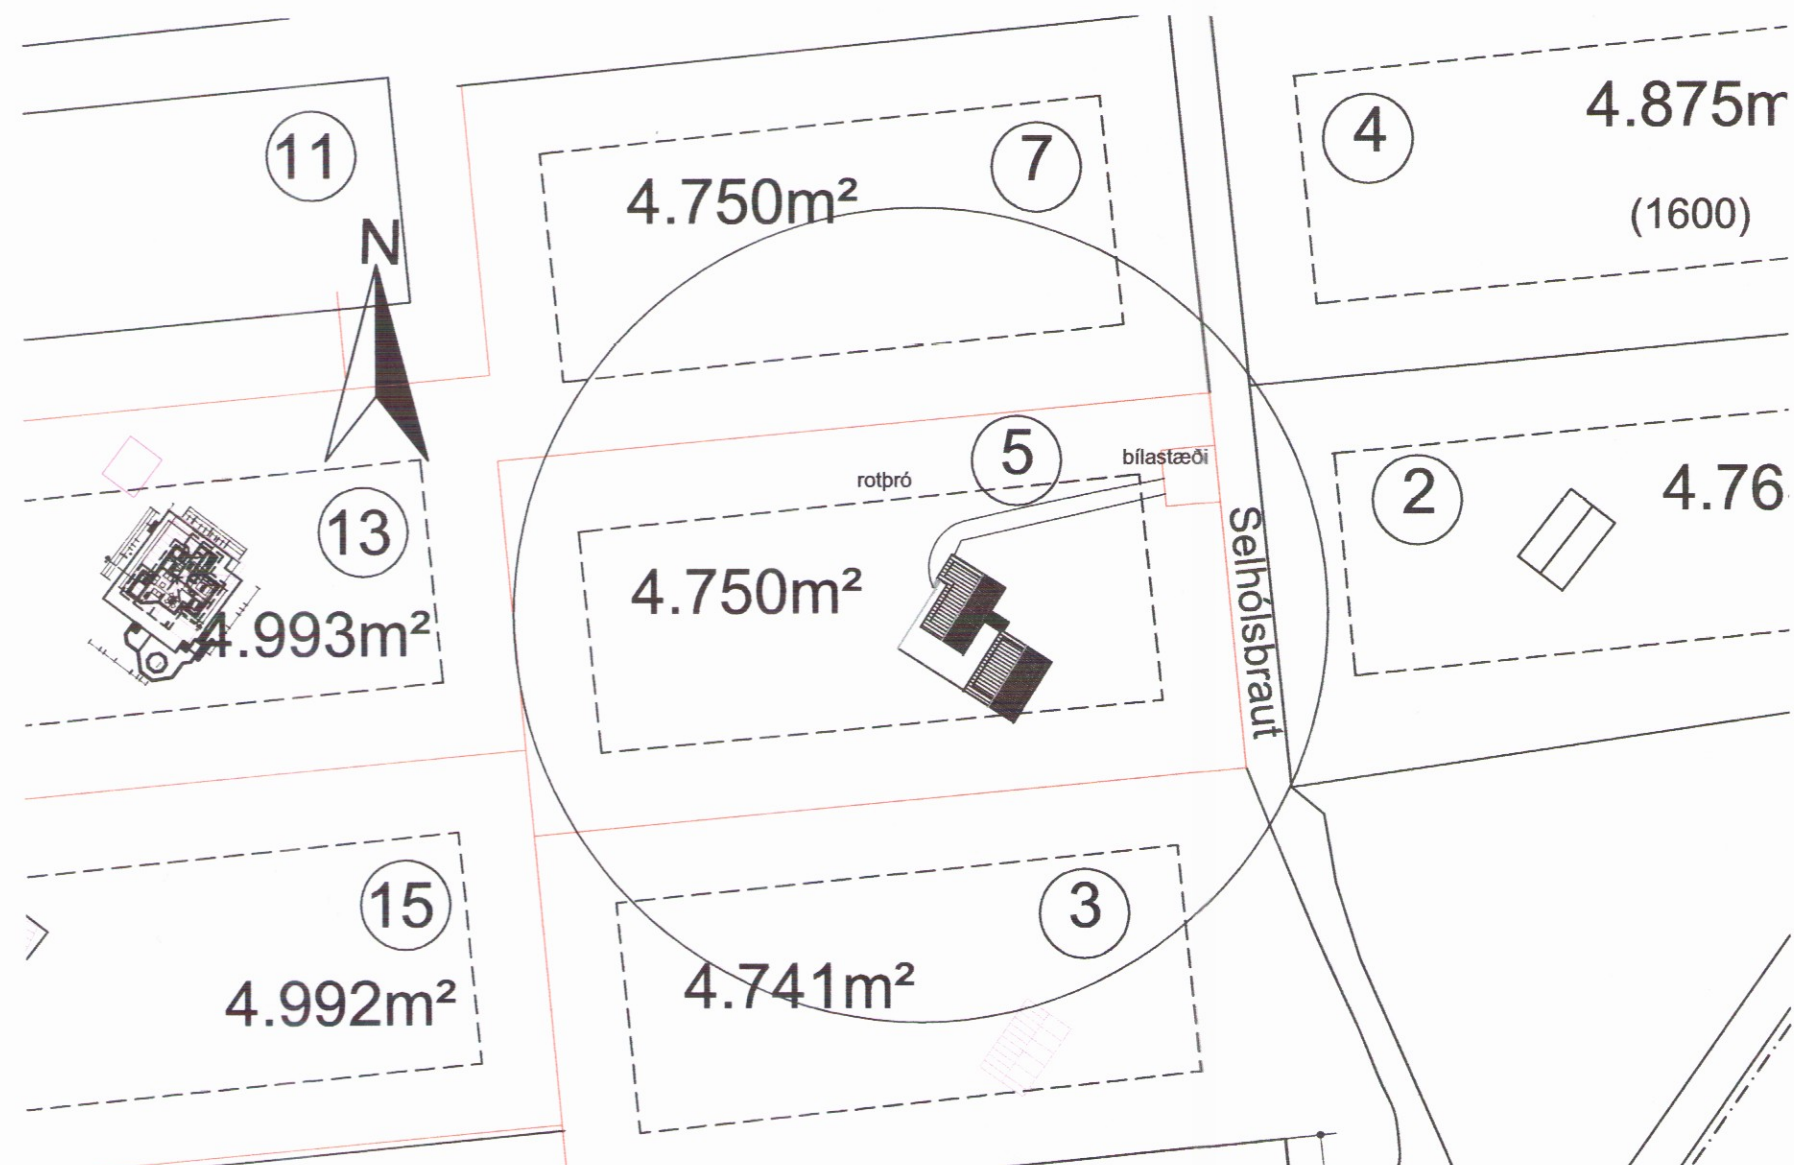 11
N
4.750m²
7
4
4.875m
(1600)
5
rotþró
bílastæði
13
4.993m²
4.750m²
Selhólsbraut
2
4.76
15
4.992m²
3
4.741m²